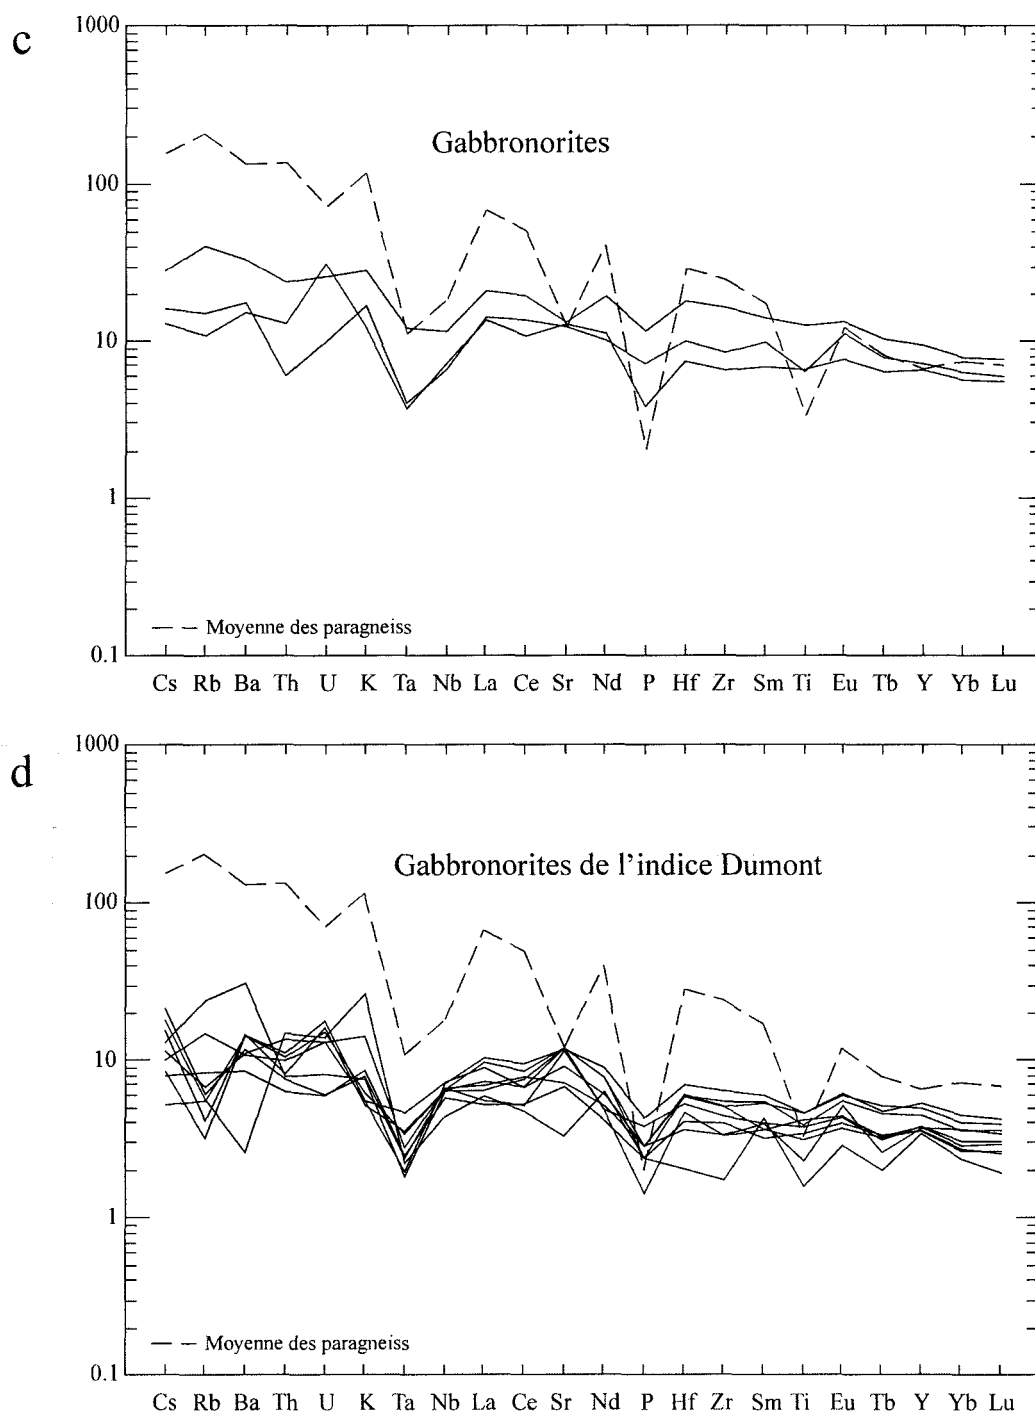 c
1000
100
10
1
0.1
Gabbronorites
Moyenne des paragneiss
Cs Rb Ba Th U K Ta Nb La Ce Sr Nd P Hf Zr Sm Ti Eu Tb Y Yb Lu
d
1000
100
10
1
0.1
Gabbronorites de l'indice Dumont
Moyenne des paragneiss
Cs Rb Ba Th U K Ta Nb La Ce Sr Nd P Hf Zr Sm Ti Eu Tb Y Yb Lu